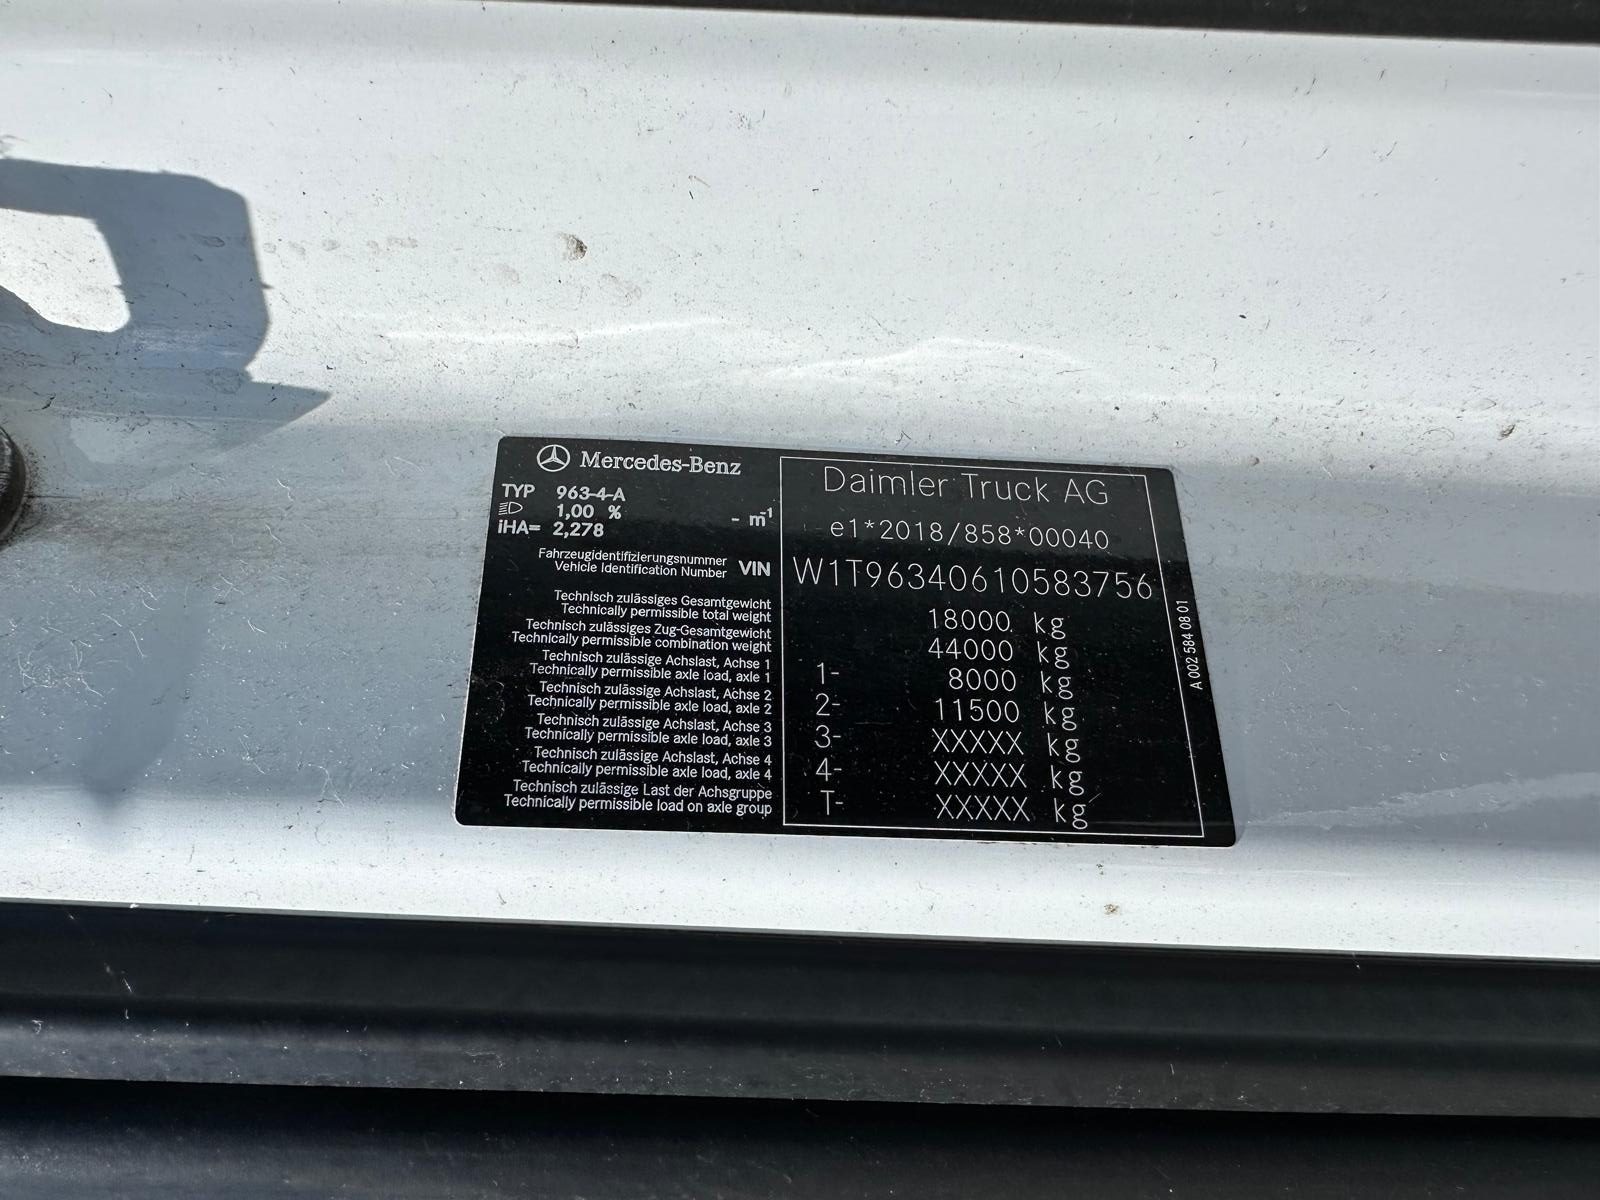 Mercedes-Benz
TYP 963-4-A
1,00 % - m-1
iHA= 2,278
Daimler Truck AG
e1*2018/858*00040
Fahrzeugidentifizierungsnummer
Vehicle Identification Number VIN W1T96340610583756
Technisch zulässiges Gesamtgewicht
Technically permissible total weight 18000 kg
Technisch zulässiges Zug-Gesamtgewicht
Technically permissible combination weight 44000 kg
Technisch zulässige Achslast, Achse 1
Technically permissible axle load, axle 1 1- 8000 kg
Technisch zulässige Achslast, Achse 2
Technically permissible axle load, axle 2 2- 11500 kg
Technisch zulässige Achslast, Achse 3
Technically permissible axle load, axle 3 3- XXXXX kg
Technisch zulässige Achslast, Achse 4
Technically permissible axle load, axle 4 4- XXXXX kg
Technisch zulässige Last der Achsgruppe
Technically permissible load on axle group T- XXXXX kg
A 002 584 08 01